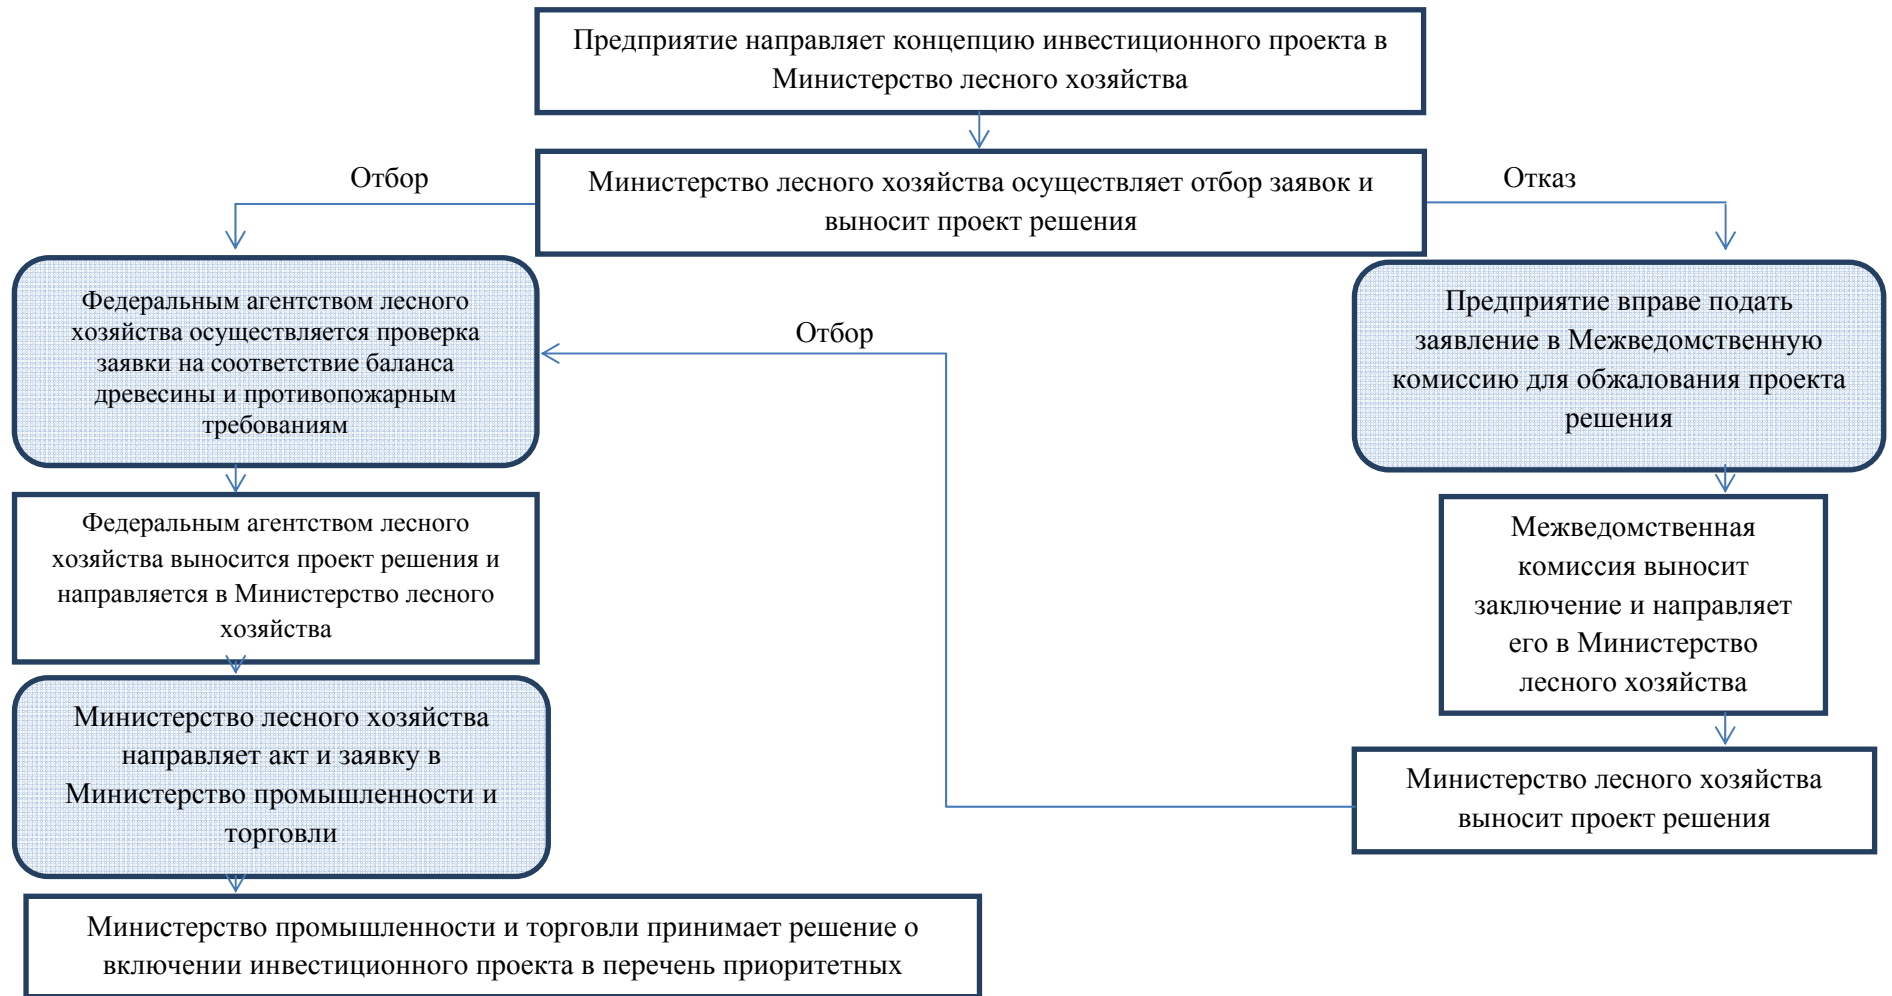 Предприятие направляет концепцию инвестиционного проекта в
Министерство лесного хозяйства
Отбор
Министерство лесного хозяйства осуществляет отбор заявок и
выносит проект решения
Отказ
Федеральным агентством лесного
хозяйства осуществляется проверка
заявки на соответствие баланса
древесины и противопожарным
требованиям
Отбор
Предприятие вправе подать
заявление в Межведомственную
комиссию для обжалования проекта
решения
Федеральным агентством лесного
хозяйства выносится проект решения и
направляется в Министерство лесного
хозяйства
Межведомственная
комиссия выносит
заключение и направляет
его в Министерство
лесного хозяйства
Министерство лесного хозяйства
направляет акт и заявку в
Министерство промышленности и
торговли
Министерство лесного хозяйства
выносит проект решения
Министерство промышленности и торговли принимает решение о
включении инвестиционного проекта в перечень приоритетных